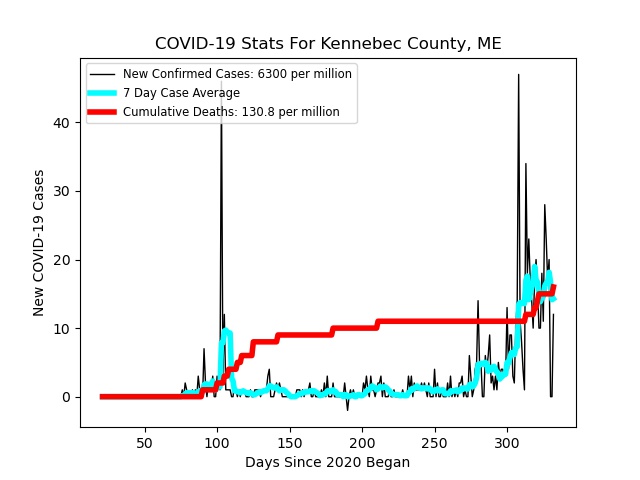 COVID-19 Stats For Kennebec County, ME
New Confirmed Cases: 6300 per million
7 Day Case Average
Cumulative Deaths: 130.8 per million
New COVID-19 Cases
40
30
20
10
0
50 100 150 200 250 300
Days Since 2020 Began